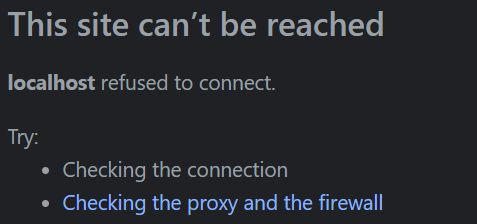 This site can’t be reached
localhost refused to connect.
Try:
Checking the connection
Checking the proxy and the firewall